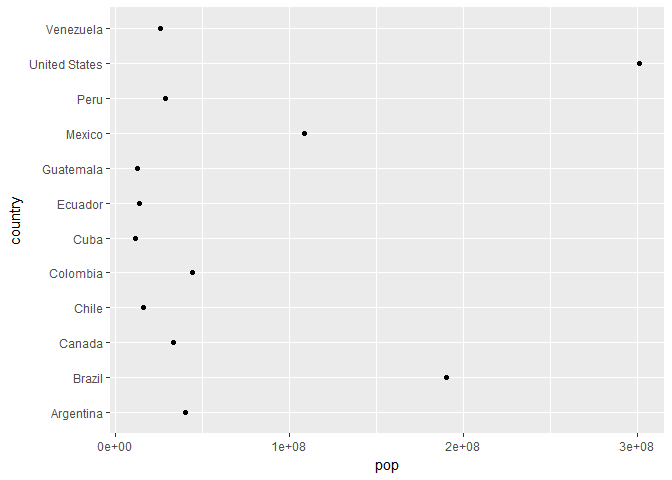 Venezuela
United States
Peru
Mexico
Guatemala
Ecuador
Cuba
Colombia
Chile
Canada
Brazil
Argentina
country
0e+00 1e+08 2e+08 3e+08
pop